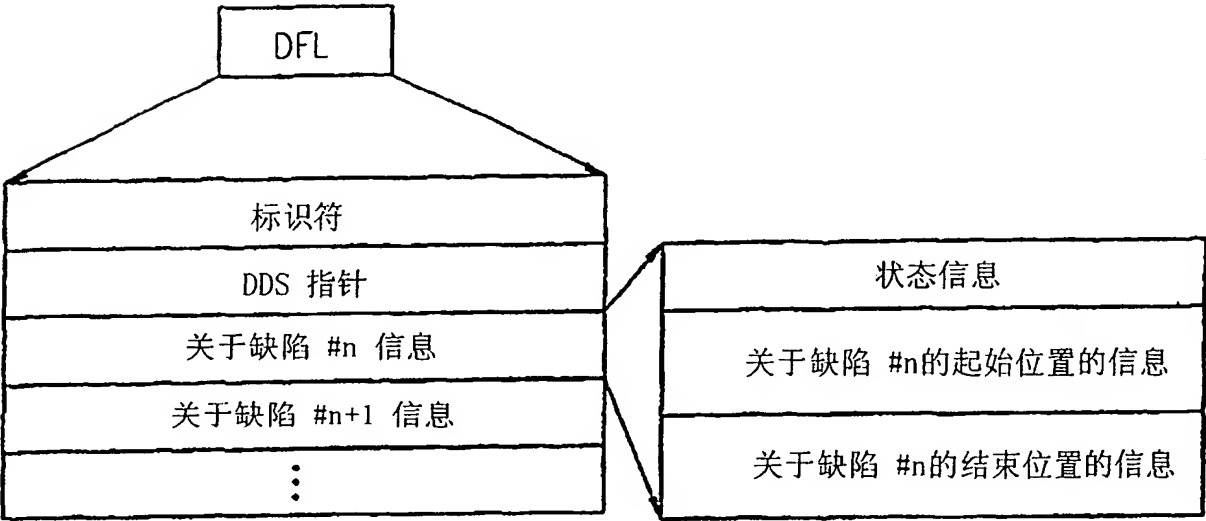 DFL
标识符
DDS 指针
关于缺陷 #n 信息
关于缺陷 #n+1 信息
状态信息
关于缺陷 #n的起始位置的信息
关于缺陷 #n的结束位置的信息